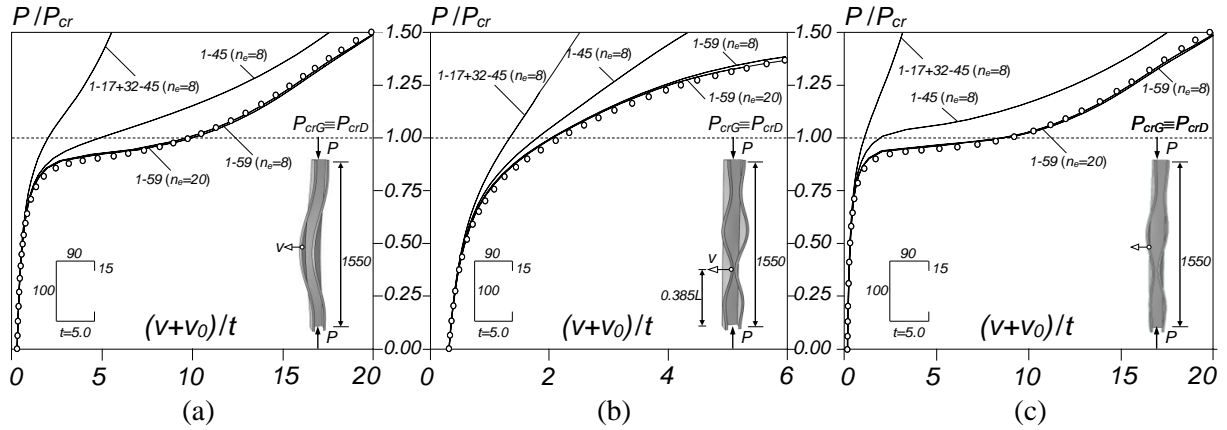 P/Pcr
1-17+32-45 (ne=8)
1-45 (ne=8)
PcrG≡PcrD
P
1-59 (ne=20)
1-59 (ne=8)
v
1550
90
15
100
t=5.0
(v+v0)/t
P
0 5 10 15 20
(a)
1.50
1.25
1.00
0.75
0.50
0.25
0.00
P/Pcr
1-17+32-45 (ne=8)
1-45 (ne=8)
1-59 (ne=8)
1-59 (ne=20)
PcrG≡PcrD
P
v
1550
0.385L
90
15
100
t=5.0
(v+v0)/t
P
0 2 4 6
(b)
1.50
1.25
1.00
0.75
0.50
0.25
0.00
P/Pcr
1-17+32-45 (ne=8)
1-45 (ne=8)
1-59 (ne=8)
PcrG≡PcrD
P
1-59 (ne=20)
1550
90
15
100
t=5.0
(v+v0)/t
P
0 5 10 15 20
(c)